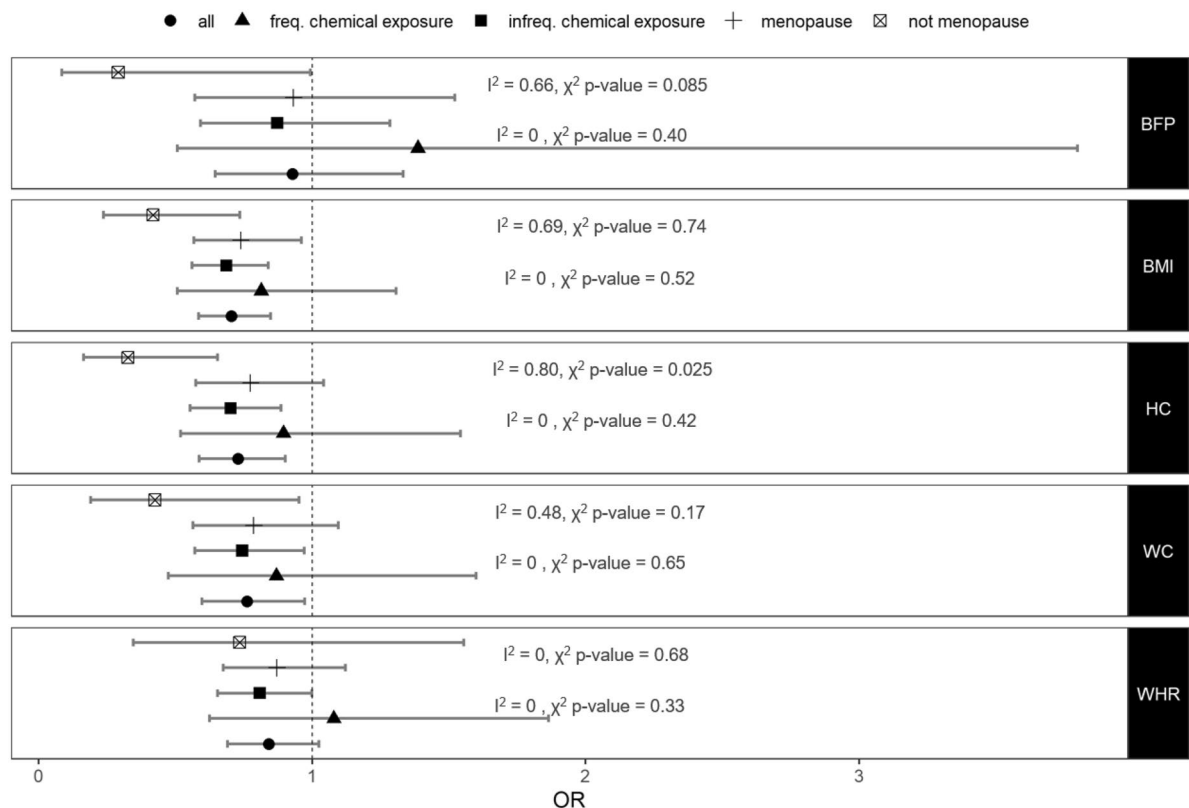 all freq. chemical exposure infreq. chemical exposure menopause not menopause
I² = 0.66, χ² p-value = 0.085
I² = 0 , χ² p-value = 0.40
BFP
I² = 0.69, χ² p-value = 0.74
I² = 0 , χ² p-value = 0.52
BMI
I² = 0.80, χ² p-value = 0.025
I² = 0 , χ² p-value = 0.42
HC
I² = 0.48, χ² p-value = 0.17
I² = 0 , χ² p-value = 0.65
WC
I² = 0, χ² p-value = 0.68
I² = 0 , χ² p-value = 0.33
WHR
0 1 2 3
OR